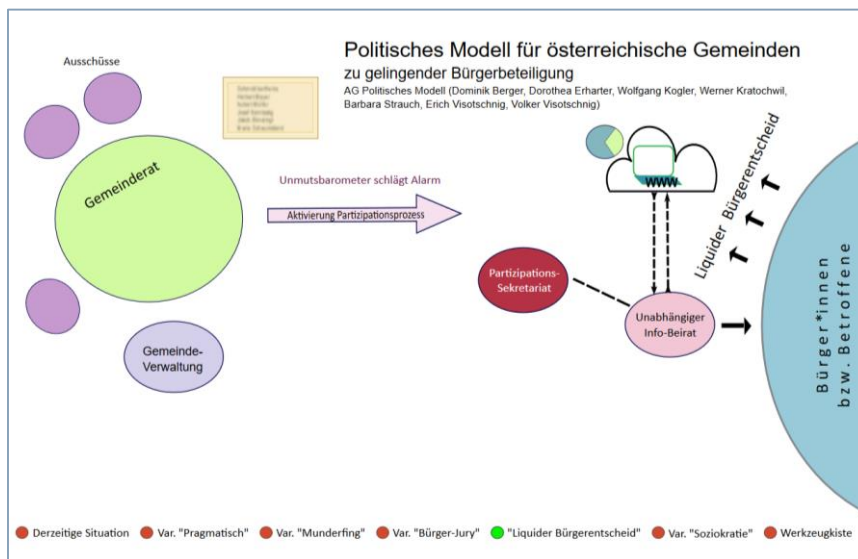 Politisches Modell für österreichische Gemeinden
zu gelingender Bürgerbeteiligung
AG Politisches Modell (Dominik Berger, Dorothea Erharter, Wolfgang Kogler, Werner Kratochwil,
Barbara Strauch, Erich Visotschnig, Volker Visotschnig)
Ausschüsse
Gemeinderat
Unmutsbarometer schlägt Alarm
Aktivierung Partizipationsprozess
Liquider Bürgerentscheid
Partizipations-
Sekretariat
Unabhängiger
Info-Beirat
Bürger*innen
bzw. Betroffene
Gemeinde-
Verwaltung
Derzeitige Situation
Var. "Pragmatisch"
Var. "Munderfing"
Var. "Bürger-Jury"
"Liquider Bürgerentscheid"
Var. "Soziokratie"
Werkzeugkiste